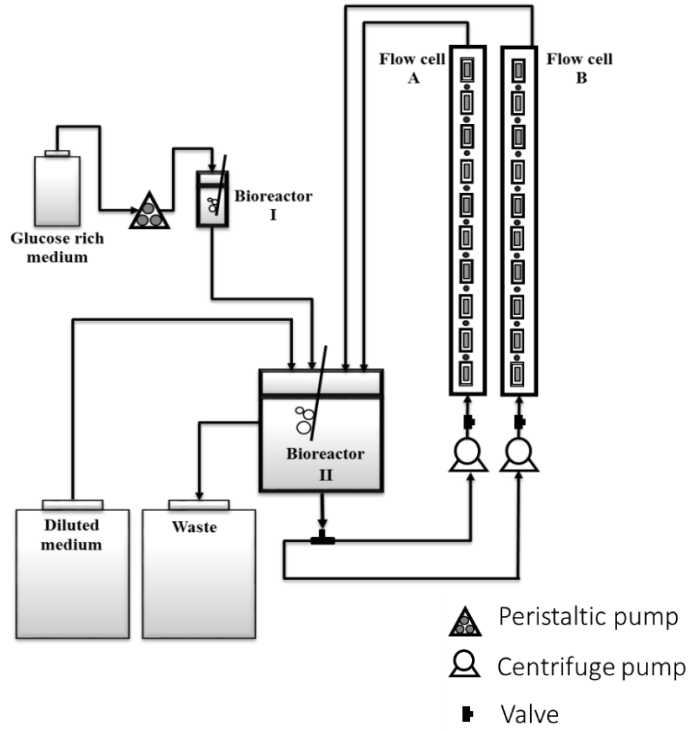 Flow cell
A
Flow cell
B
Bioreactor
I
Glucose rich
medium
Bioreactor
II
Diluted
medium
Waste
Peristaltic pump
Centrifuge pump
Valve